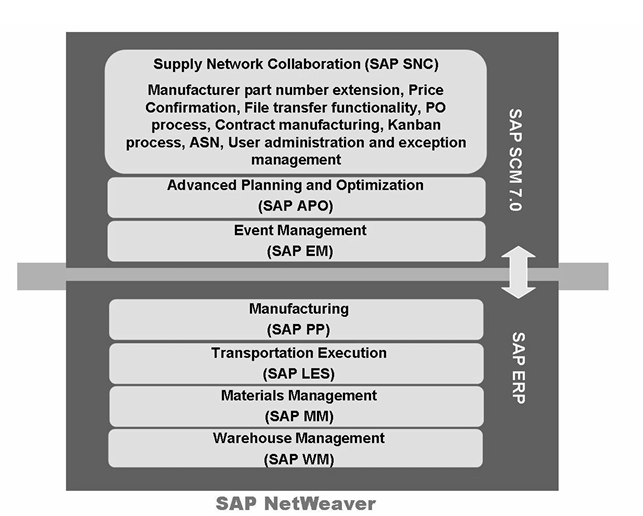 Supply Network Collaboration (SAP SNC)
Manufacturer part number extension, Price
Confirmation, File transfer functionality, PO
process, Contract manufacturing, Kanban
process, ASN, User administration and exception
management
Advanced Planning and Optimization
(SAP APO)
Event Management
(SAP EM)
SAP SCM 7.0
Manufacturing
(SAP PP)
Transportation Execution
(SAP LES)
Materials Management
(SAP MM)
Warehouse Management
(SAP WM)
SAP ERP
SAP NetWeaver